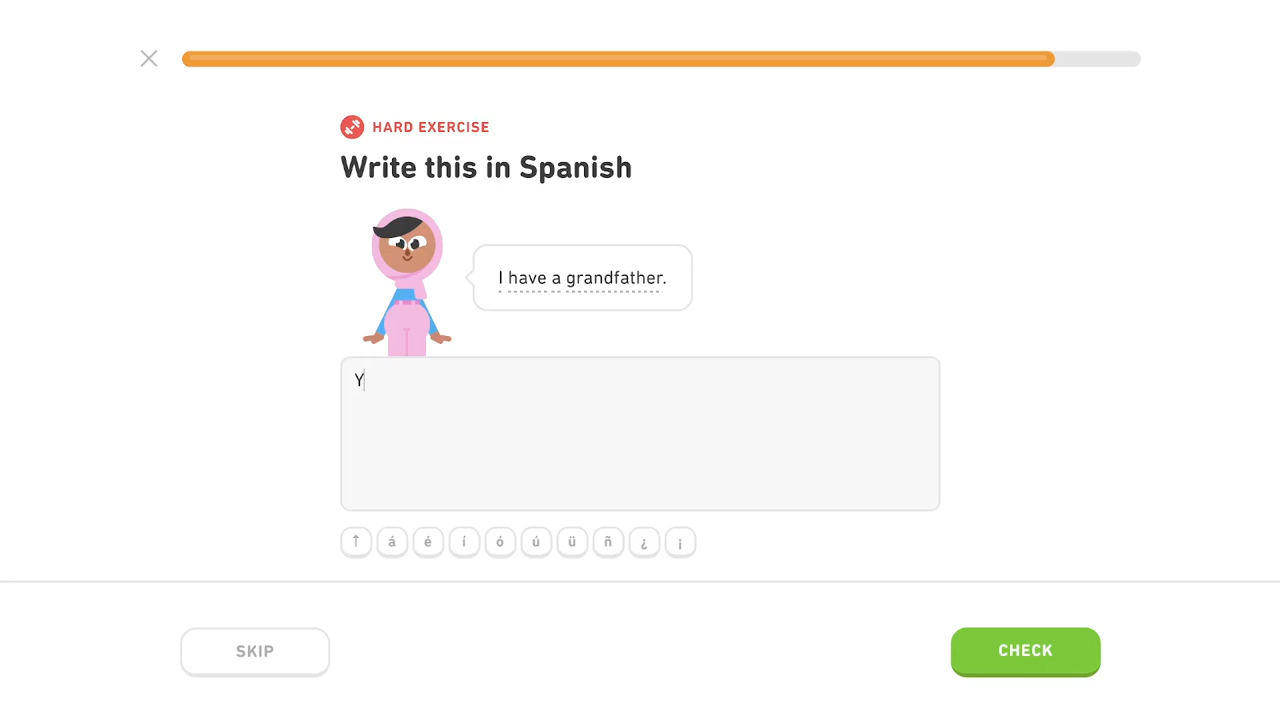 HARD EXERCISE
Write this in Spanish
I have a grandfather.
Y
↑ á é í ó ú ü ñ ¿ ¡
SKIP
CHECK